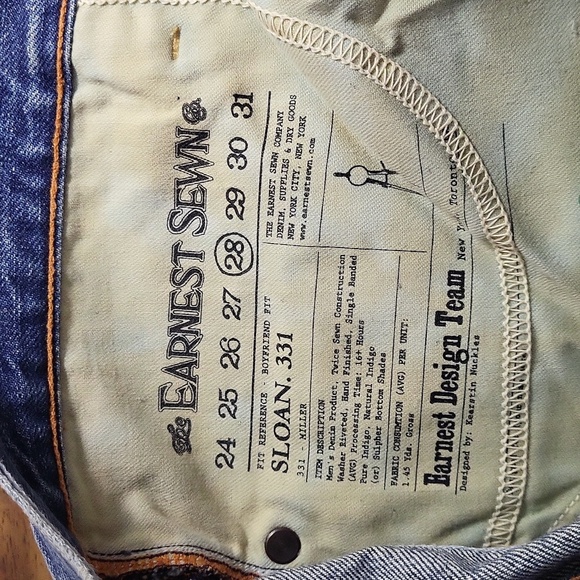 The EARNEST SEWN Co.
24 25 26 27 28 29 30 31
FIT REFERENCE - BOYFRIEND FIT
SLOAN. 331
331 - MILLER
THE EARNEST SEWN COMPANY
DENIM, SUPPLIES & DRY GOODS
NEW YORK CITY, NEW YORK
www.earnestsewn.com
ITEM DESCRIPTION
Men's Denim Product, Twice Sewn Construction
Washer Riveted, Hand Finished, Single Banded
(AVG) Processing Time: 16+ Hours
Pure Indigo, Natural Indigo
(or) Sulpher Bottom Shades
FABRIC CONSUMTION (AVG) PER UNIT:
1.45 Yds. Gross
Earnest Design Team New Toronto
Designed by: Kearstin Nuckles